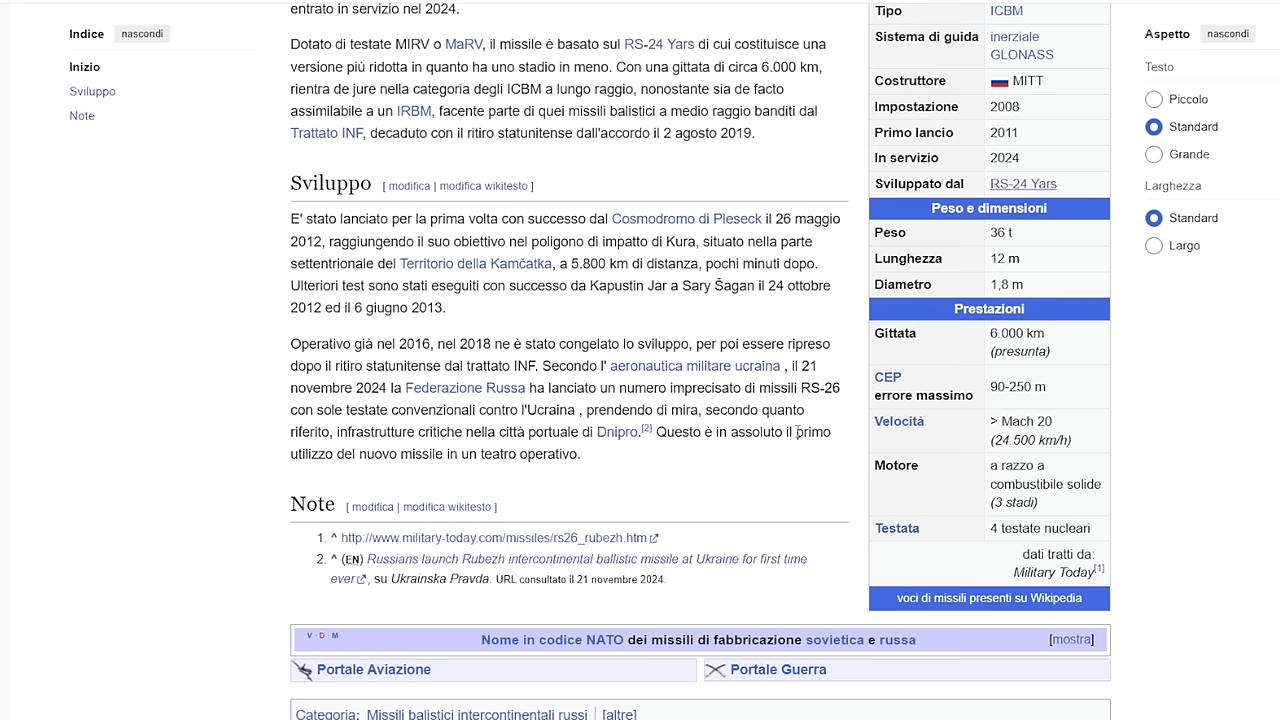 Indice nascondi
Inizio
Sviluppo
Note
entrato in servizio nel 2024.
Dotato di testate MIRV o MaRV, il missile è basato sul RS-24 Yars di cui costituisce una
versione più ridotta in quanto ha uno stadio in meno. Con una gittata di circa 6.000 km,
rientra de jure nella categoria degli ICBM a lungo raggio, nonostante sia de facto
assimilabile a un IRBM, facente parte di quei missili balistici a medio raggio banditi dal
Trattato INF, decaduto con il ritiro statunitense dall'accordo il 2 agosto 2019.
Sviluppo [ modifica | modifica wikitesto ]
E' stato lanciato per la prima volta con successo dal Cosmodromo di Pleseck il 26 maggio
2012, raggiungendo il suo obiettivo nel poligono di impatto di Kura, situato nella parte
settentrionale del Territorio della Kamčatka, a 5.800 km di distanza, pochi minuti dopo.
Ulteriori test sono stati eseguiti con successo da Kapustin Jar a Sary Šagan il 24 ottobre
2012 ed il 6 giugno 2013.
Operativo già nel 2016, nel 2018 ne è stato congelato lo sviluppo, per poi essere ripreso
dopo il ritiro statunitense dal trattato INF. Secondo l' aeronautica militare ucraina , il 21
novembre 2024 la Federazione Russa ha lanciato un numero imprecisato di missili RS-26
con sole testate convenzionali contro l'Ucraina , prendendo di mira, secondo quanto
riferito, infrastrutture critiche nella città portuale di Dnipro.[2] Questo è in assoluto il primo
utilizzo del nuovo missile in un teatro operativo.
Note [ modifica | modifica wikitesto ]
1. ^ http://www.military-today.com/missiles/rs26_rubezh.htm
2. ^ (EN) Russians launch Rubezh intercontinental ballistic missile at Ukraine for first time
ever, su Ukrainska Pravda. URL consultato il 21 novembre 2024.
Tipo ICBM
Sistema di guida inerziale
GLONASS
Costruttore MITT
Impostazione 2008
Primo lancio 2011
In servizio 2024
Sviluppato dal RS-24 Yars
Peso e dimensioni
Peso 36 t
Lunghezza 12 m
Diametro 1,8 m
Prestazioni
Gittata 6.000 km
(presunta)
CEP
errore massimo 90-250 m
Velocità > Mach 20
(24.500 km/h)
Motore a razzo a
combustibile solido
(3 stadi)
Testata 4 testate nucleari
dati tratti da:
Military Today[1]
voci di missili presenti su Wikipedia
V · D · M Nome in codice NATO dei missili di fabbricazione sovietica e russa [mostra]
Portale Aviazione Portale Guerra
Categoria: Missili balistici intercontinentali russi | [altre]
Aspetto nascondi
Testo
Piccolo
Standard
Grande
Larghezza
Standard
Largo